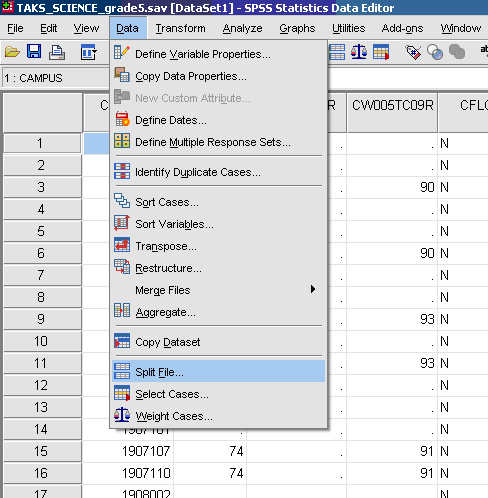 TAKS_SCIENCE_grade5.sav [DataSet1] - SPSS Statistics Data Editor
File Edit View Data Transform Analyze Graphs Utilities Add-ons Window
1 : CAMPUS
Define Variable Properties...
Copy Data Properties...
New Custom Attribute...
Define Dates...
Define Multiple Response Sets...
Identify Duplicate Cases...
Sort Cases...
Sort Variables...
Transpose...
Restructure...
Merge Files
Aggregate...
Copy Dataset
Split File...
Select Cases...
Weight Cases...
C R CW005TC09R CFLC
1 . . N
2 . . N
3 . 90 N
4 . . N
5 . . N
6 . 90 N
7 . . N
8 . . N
9 . 93 N
10 . . N
11 . 93 N
12 . . N
13 . . N
14 1907101 . . . N
15 1907107 74 . 91 N
16 1907110 74 . 91 N
17 1908002 N